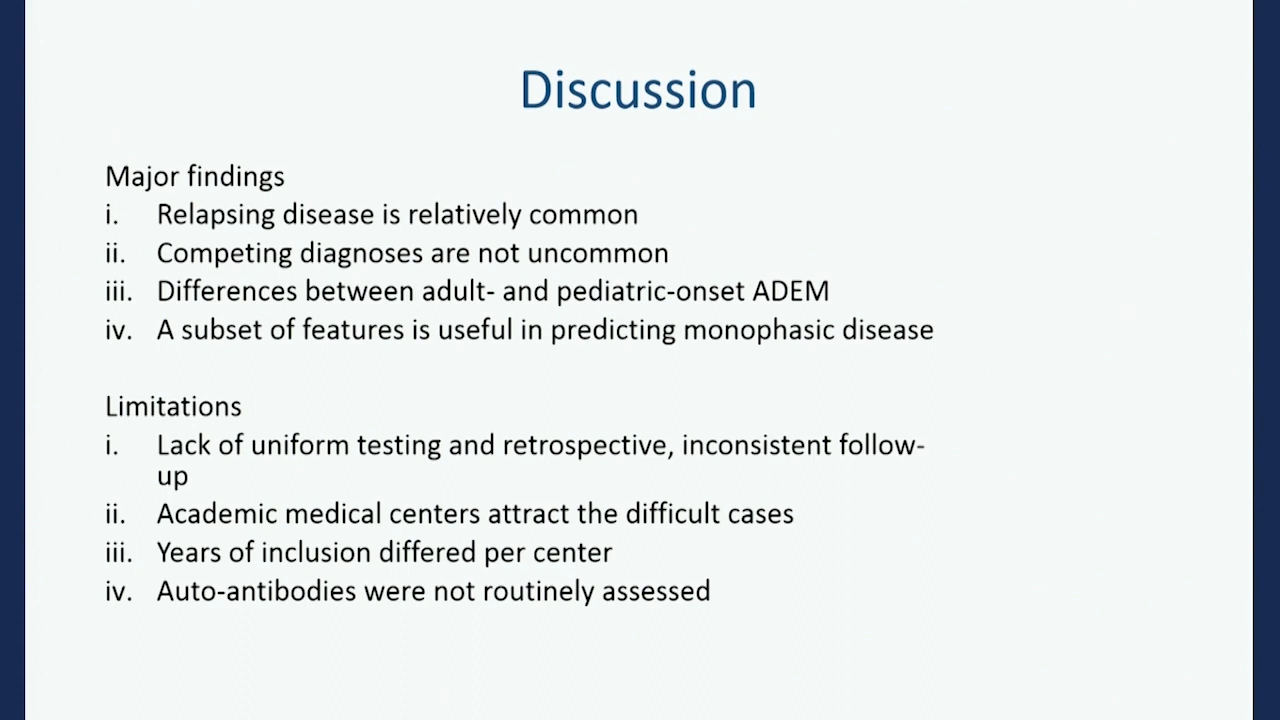 Discussion
Major findings
i. Relapsing disease is relatively common
ii. Competing diagnoses are not uncommon
iii. Differences between adult- and pediatric-onset ADEM
iv. A subset of features is useful in predicting monophasic disease
Limitations
i. Lack of uniform testing and retrospective, inconsistent follow-
up
ii. Academic medical centers attract the difficult cases
iii. Years of inclusion differed per center
iv. Auto-antibodies were not routinely assessed